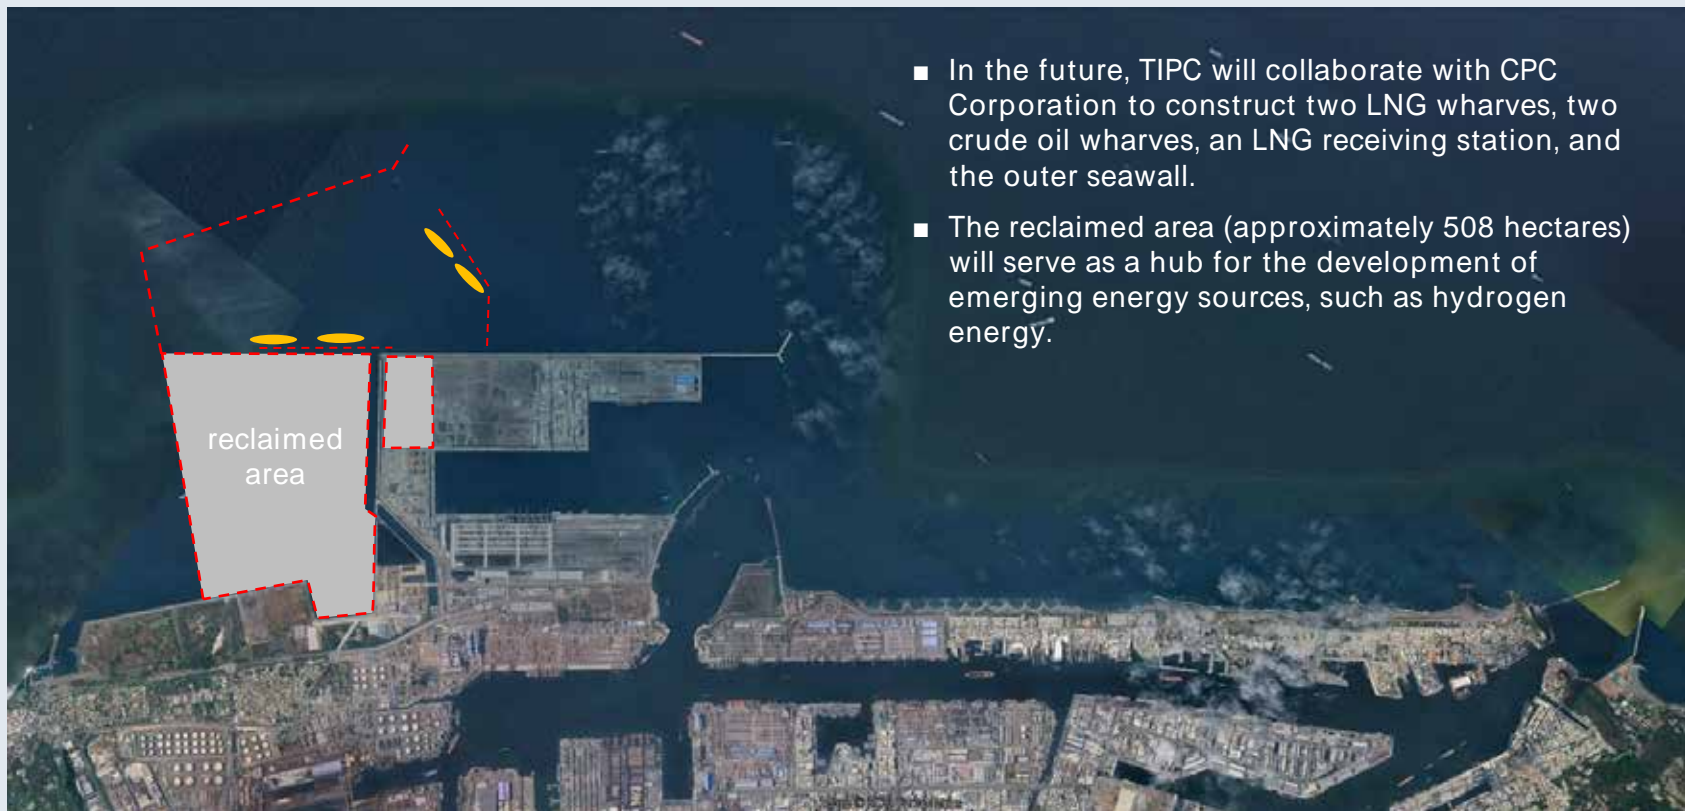 ■ In the future, TIPC will collaborate with CPC
Corporation to construct two LNG wharves, two
crude oil wharves, an LNG receiving station, and
the outer seawall.
■ The reclaimed area (approximately 508 hectares)
will serve as a hub for the development of
emerging energy sources, such as hydrogen
energy.
reclaimed
area